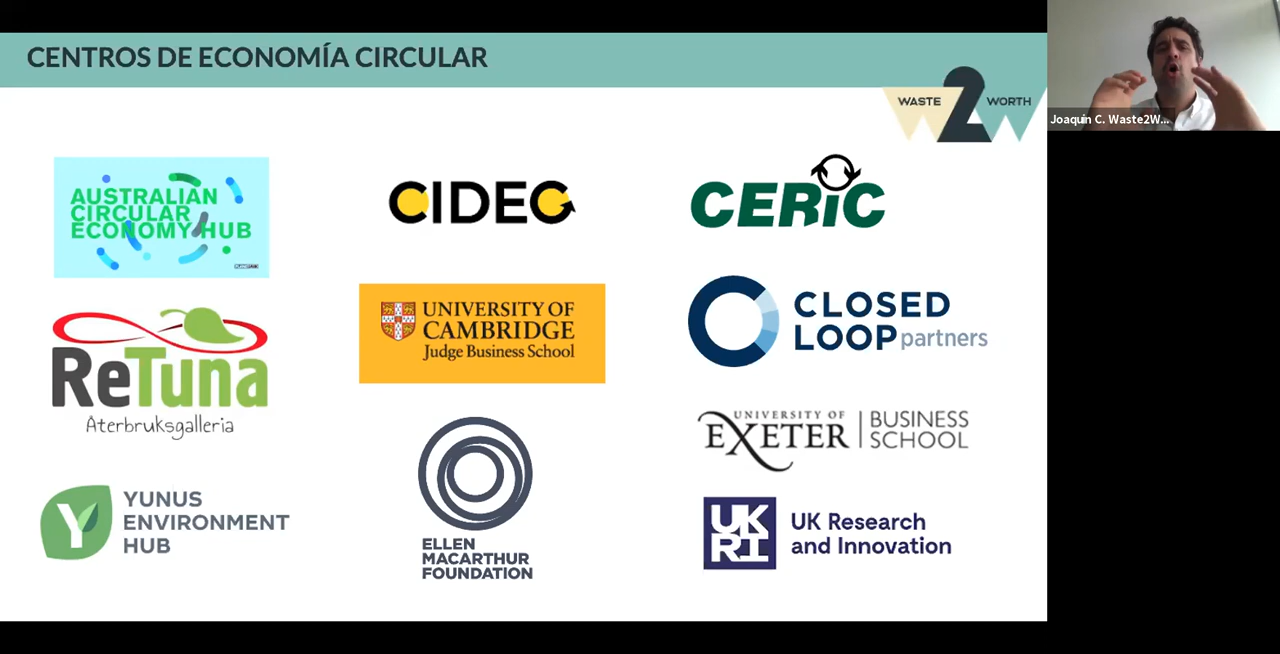 CENTROS DE ECONOMÍA CIRCULAR
WASTE 2 WORTH
W W
Joaquin C. Waste2W...
AUSTRALIAN
CIRCULAR
ECONOMY HUB
CIDEC
CERiC
ReTuna
Återbruksgalleria
UNIVERSITY OF
CAMBRIDGE
Judge Business School
CLOSED
LOOP partners
UNIVERSITY OF
EXETER
BUSINESS
SCHOOL
YUNUS
ENVIRONMENT
HUB
ELLEN
MACARTHUR
FOUNDATION
UK
RI
UK Research
and Innovation